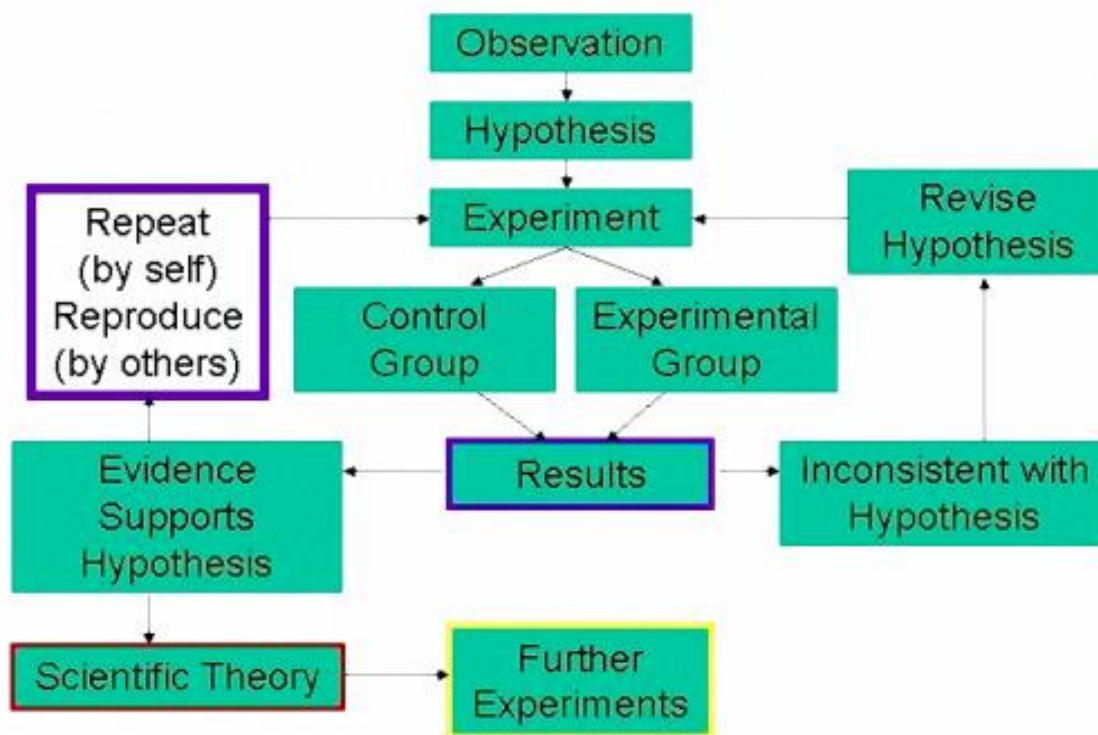 Observation
Hypothesis
Experiment
Repeat
(by self)
Reproduce
(by others)
Revise
Hypothesis
Control
Group
Experimental
Group
Results
Evidence
Supports
Hypothesis
Inconsistent with
Hypothesis
Scientific Theory
Further
Experiments